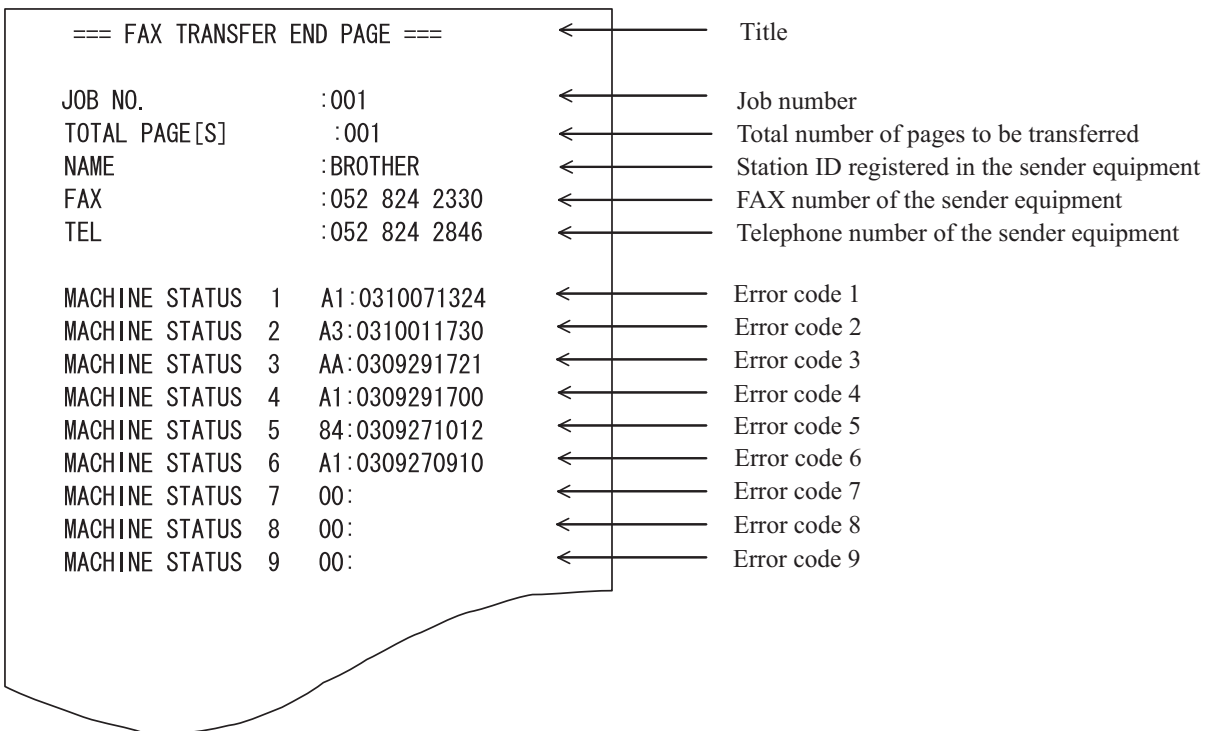 === FAX TRANSFER END PAGE === Title
JOB NO. :001 Job number
TOTAL PAGE[S] :001 Total number of pages to be transferred
NAME :BROTHER Station ID registered in the sender equipment
FAX :052 824 2330 FAX number of the sender equipment
TEL :052 824 2846 Telephone number of the sender equipment
MACHINE STATUS 1 A1:0310071324 Error code 1
MACHINE STATUS 2 A3:0310011730 Error code 2
MACHINE STATUS 3 AA:0309291721 Error code 3
MACHINE STATUS 4 A1:0309291700 Error code 4
MACHINE STATUS 5 84:0309271012 Error code 5
MACHINE STATUS 6 A1:0309270910 Error code 6
MACHINE STATUS 7 00: Error code 7
MACHINE STATUS 8 00: Error code 8
MACHINE STATUS 9 00: Error code 9